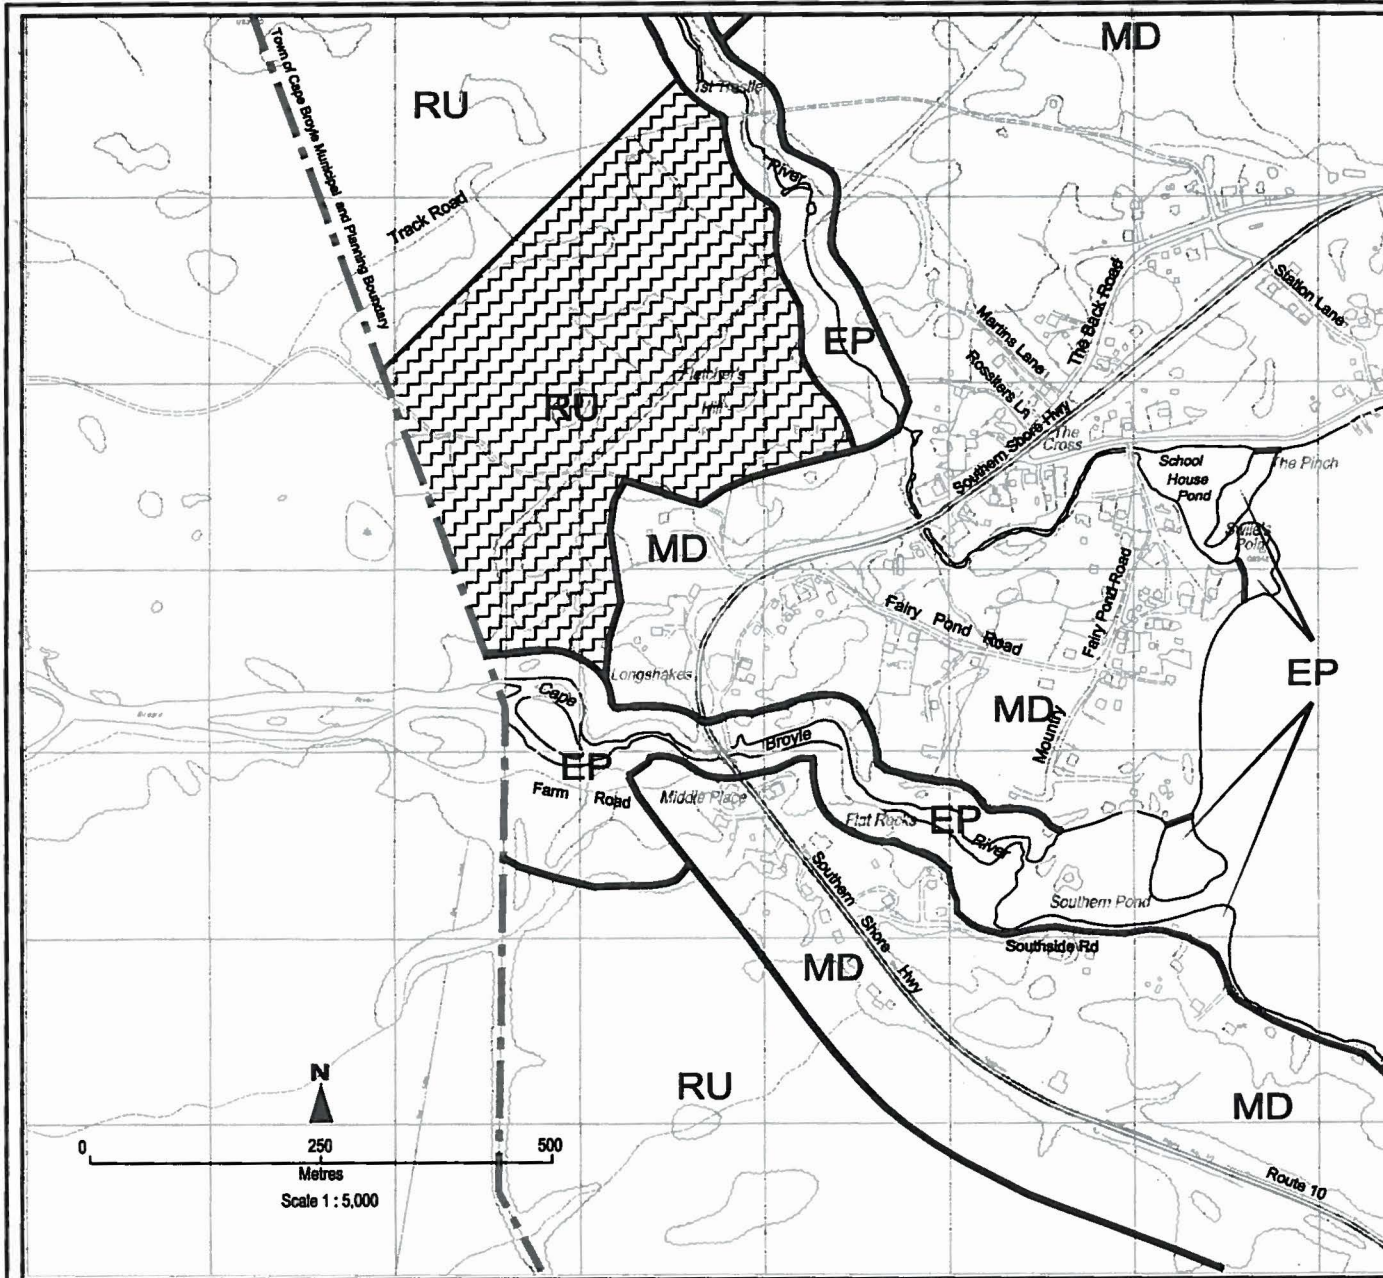 MD
Town of Cape Broyle Municipal and Planning Boundary
RU
1st Trestle
River
Track Road
Station Lane
The Back Road
Martins Lane
Rossiters Ln
EP
Fletcher's
Hill
RU
Southern Shore Hwy
The
Cross
School
House
Pond
The Pinch
MD
Point
Fairy Pond Road
Fairy Pond Road
EP
Longshakes
Cape
MD
Mountry
Broyle
River
EP
Farm Road
Middle Place
Flat Rocks
EP
River
Southern Pond
Southern Shore Hwy
Southside Rd
MD
N
RU
MD
0 250 500
Metres
Scale 1 : 5,000
Route 10